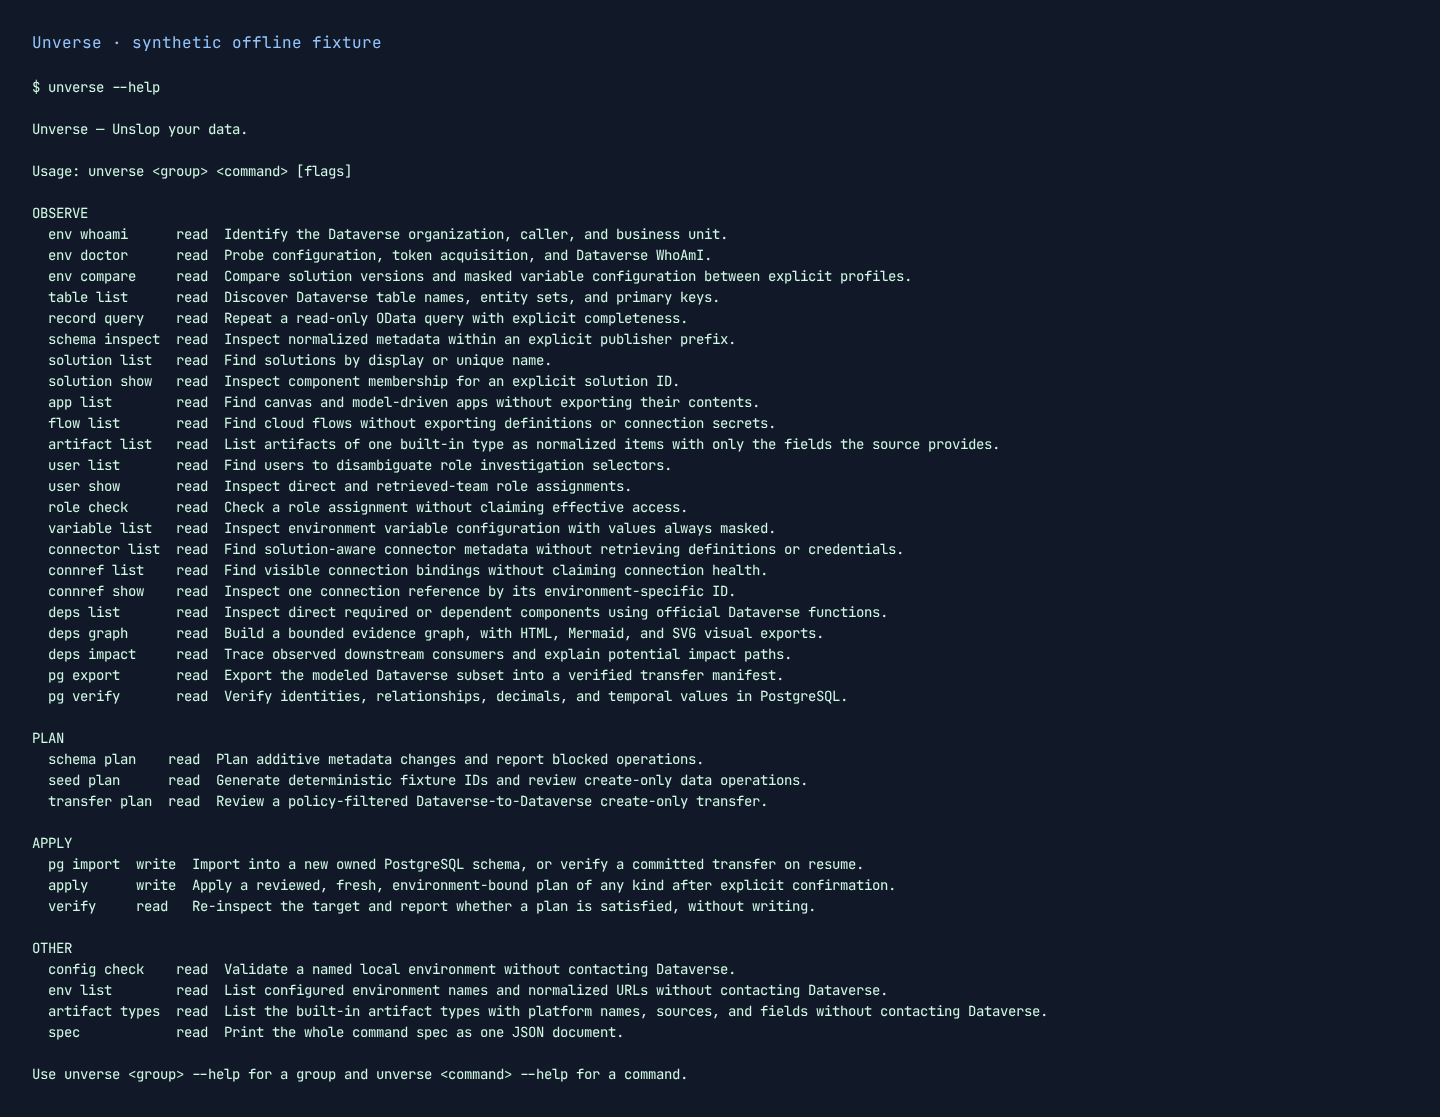 Unverse · synthetic offline fixture
$ unverse --help
Unverse — Unslop your data.
Usage: unverse <group> <command> [flags]
OBSERVE
env whoami read Identify the Dataverse organization, caller, and business unit.
env doctor read Probe configuration, token acquisition, and Dataverse WhoAmI.
env compare read Compare solution versions and masked variable configuration between explicit profiles.
table list read Discover Dataverse table names, entity sets, and primary keys.
record query read Repeat a read-only OData query with explicit completeness.
schema inspect read Inspect normalized metadata within an explicit publisher prefix.
solution list read Find solutions by display or unique name.
solution show read Inspect component membership for an explicit solution ID.
app list read Find canvas and model-driven apps without exporting their contents.
flow list read Find cloud flows without exporting definitions or connection secrets.
artifact list read List artifacts of one built-in type as normalized items with only the fields the source provides.
user list read Find users to disambiguate role investigation selectors.
user show read Inspect direct and retrieved-team role assignments.
role check read Check a role assignment without claiming effective access.
variable list read Inspect environment variable configuration with values always masked.
connector list read Find solution-aware connector metadata without retrieving definitions or credentials.
connref list read Find visible connection bindings without claiming connection health.
connref show read Inspect one connection reference by its environment-specific ID.
deps list read Inspect direct required or dependent components using official Dataverse functions.
deps graph read Build a bounded evidence graph, with HTML, Mermaid, and SVG visual exports.
deps impact read Trace observed downstream consumers and explain potential impact paths.
pg export read Export the modeled Dataverse subset into a verified transfer manifest.
pg verify read Verify identities, relationships, decimals, and temporal values in PostgreSQL.
PLAN
schema plan read Plan additive metadata changes and report blocked operations.
seed plan read Generate deterministic fixture IDs and review create-only data operations.
transfer plan read Review a policy-filtered Dataverse-to-Dataverse create-only transfer.
APPLY
pg import write Import into a new owned PostgreSQL schema, or verify a committed transfer on resume.
apply write Apply a reviewed, fresh, environment-bound plan of any kind after explicit confirmation.
verify read Re-inspect the target and report whether a plan is satisfied, without writing.
OTHER
config check read Validate a named local environment without contacting Dataverse.
env list read List configured environment names and normalized URLs without contacting Dataverse.
artifact types read List the built-in artifact types with platform names, sources, and fields without contacting Dataverse.
spec read Print the whole command spec as one JSON document.
Use unverse <group> --help for a group and unverse <command> --help for a command.